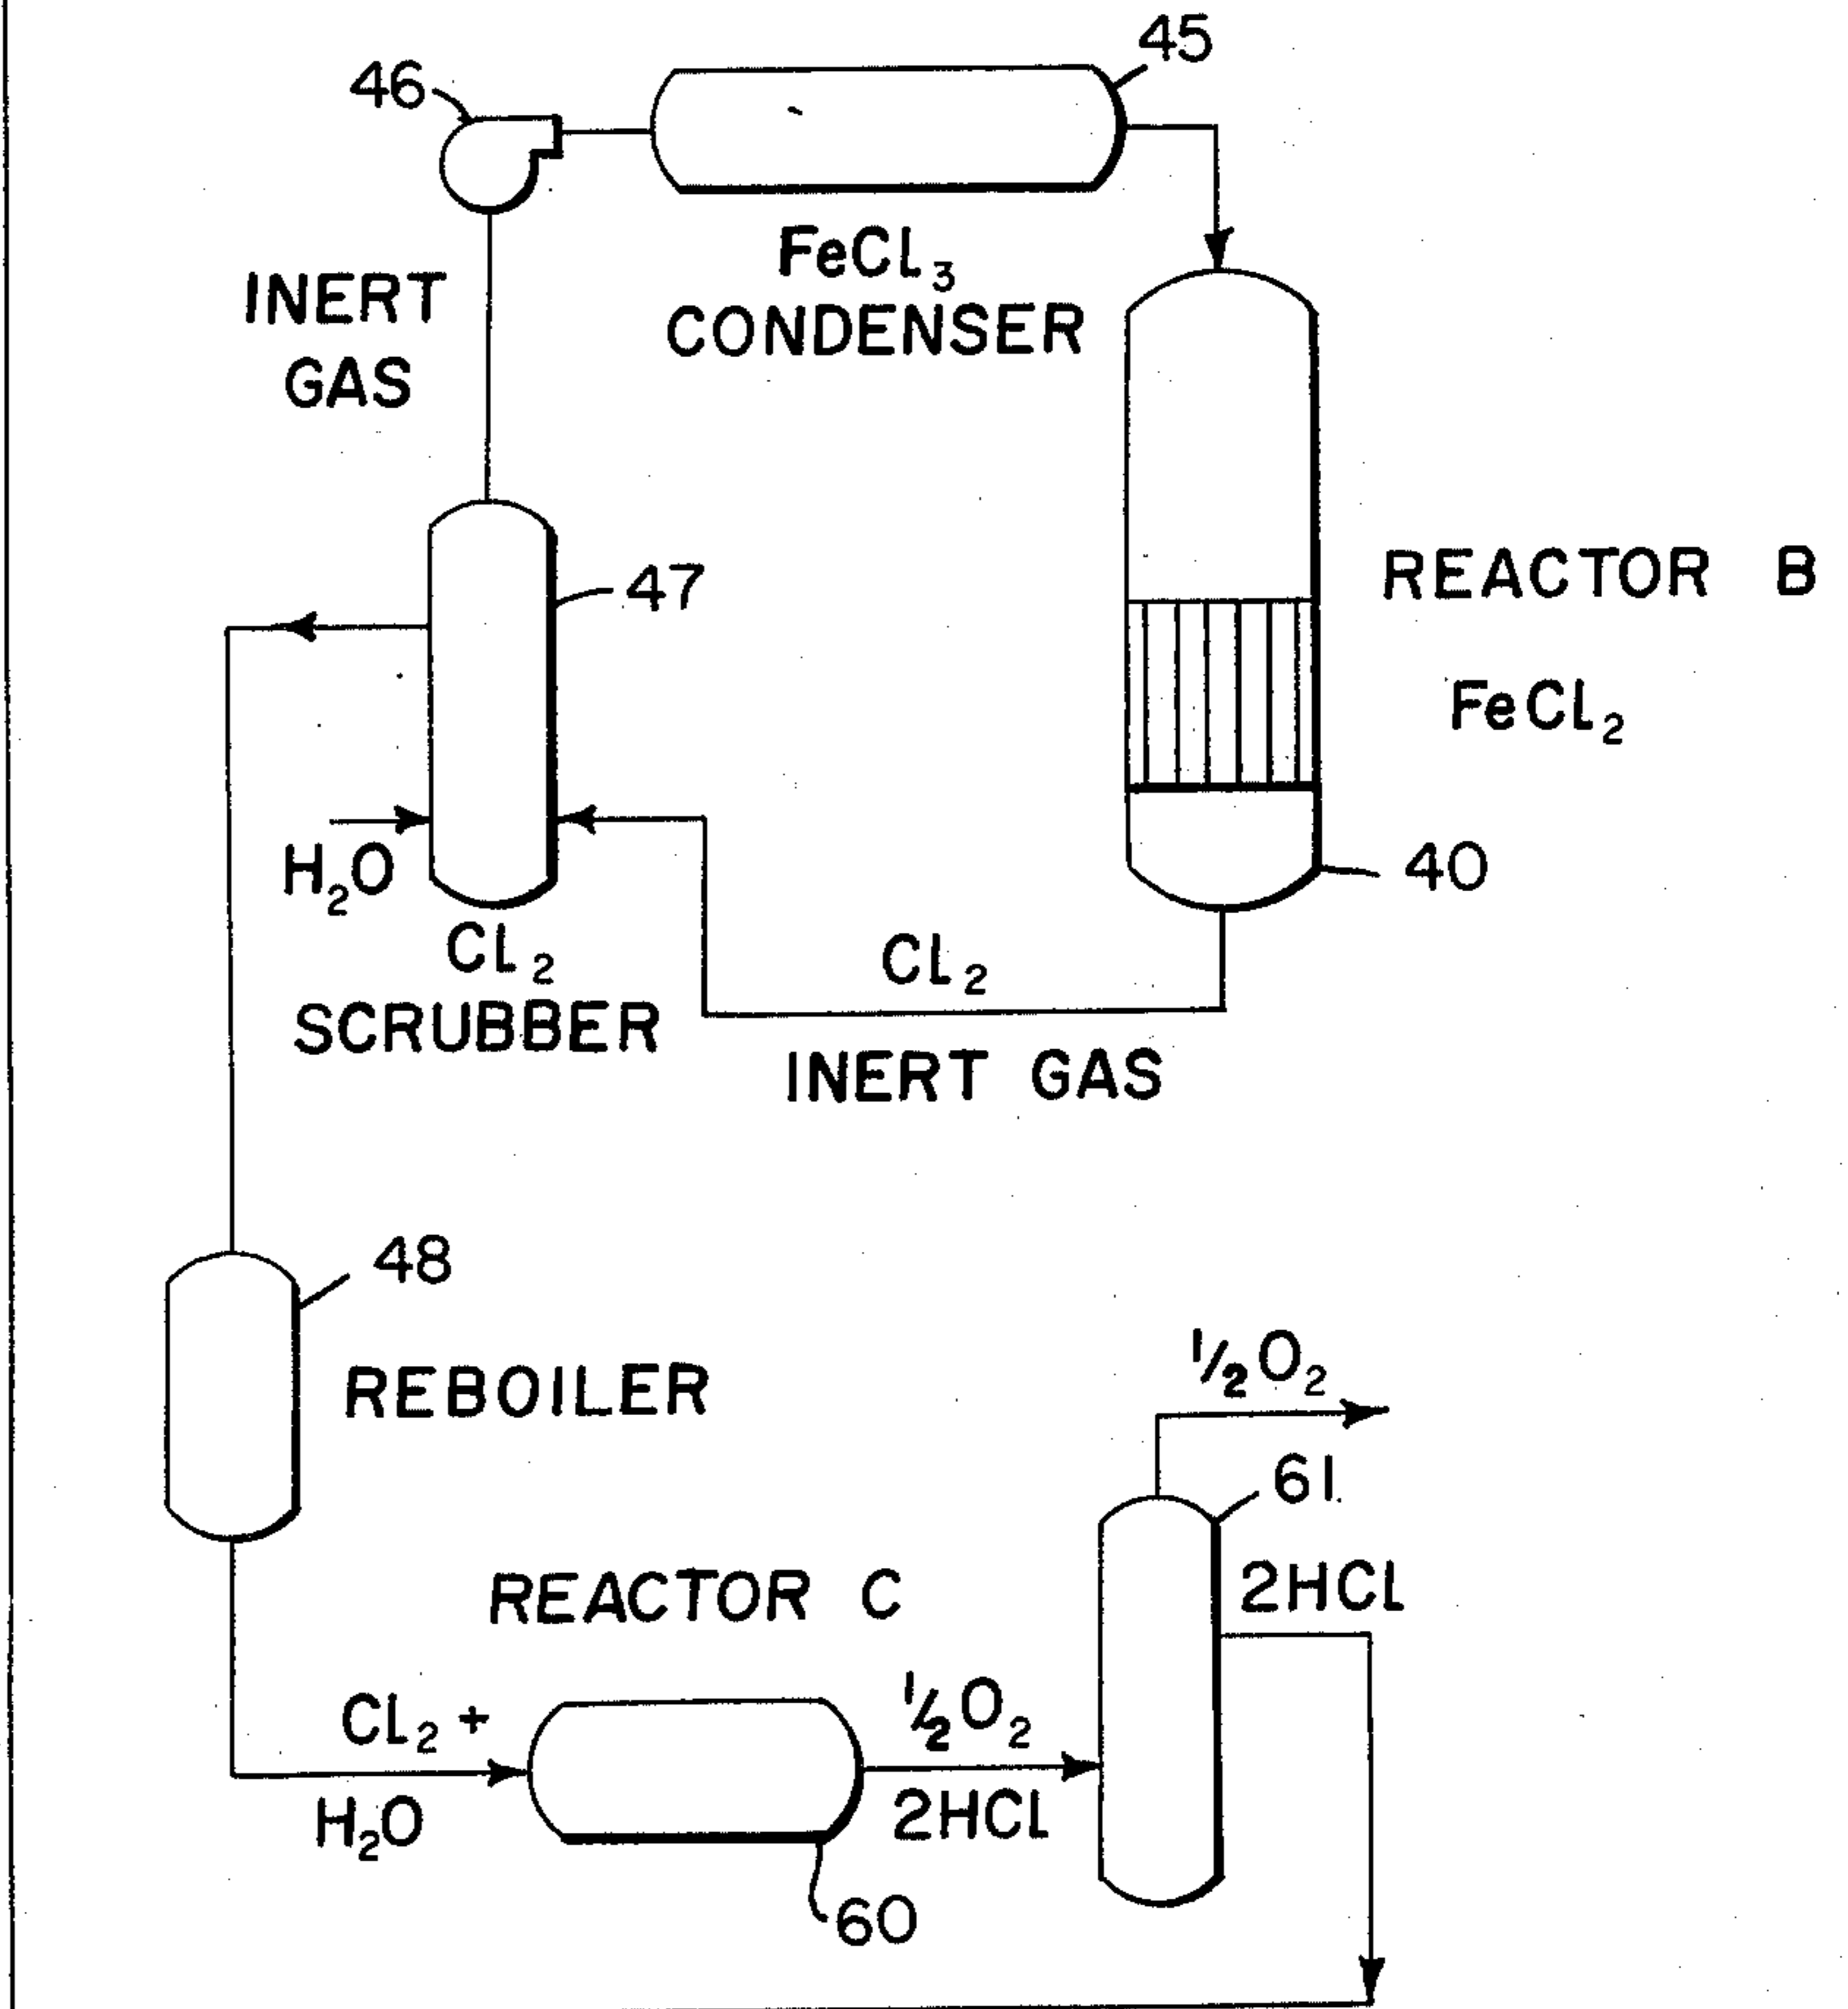 45
46
FeCl₃
CONDENSER
INERT
GAS
47
REACTOR B
FeCl₂
H₂O
40
Cl₂
SCRUBBER
Cl₂
INERT GAS
48
REBOILER
½O₂
61
2HCl
REACTOR C
Cl₂ +
H₂O
½O₂
2HCl
60